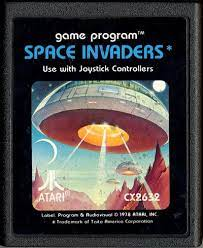 game program™
SPACE INVADERS*
Use with Joystick Controllers
ATARI®
CX2632
Label, Program & Audiovisual © 1978 ATARI, INC.
* Trademark of Taito America Corporation